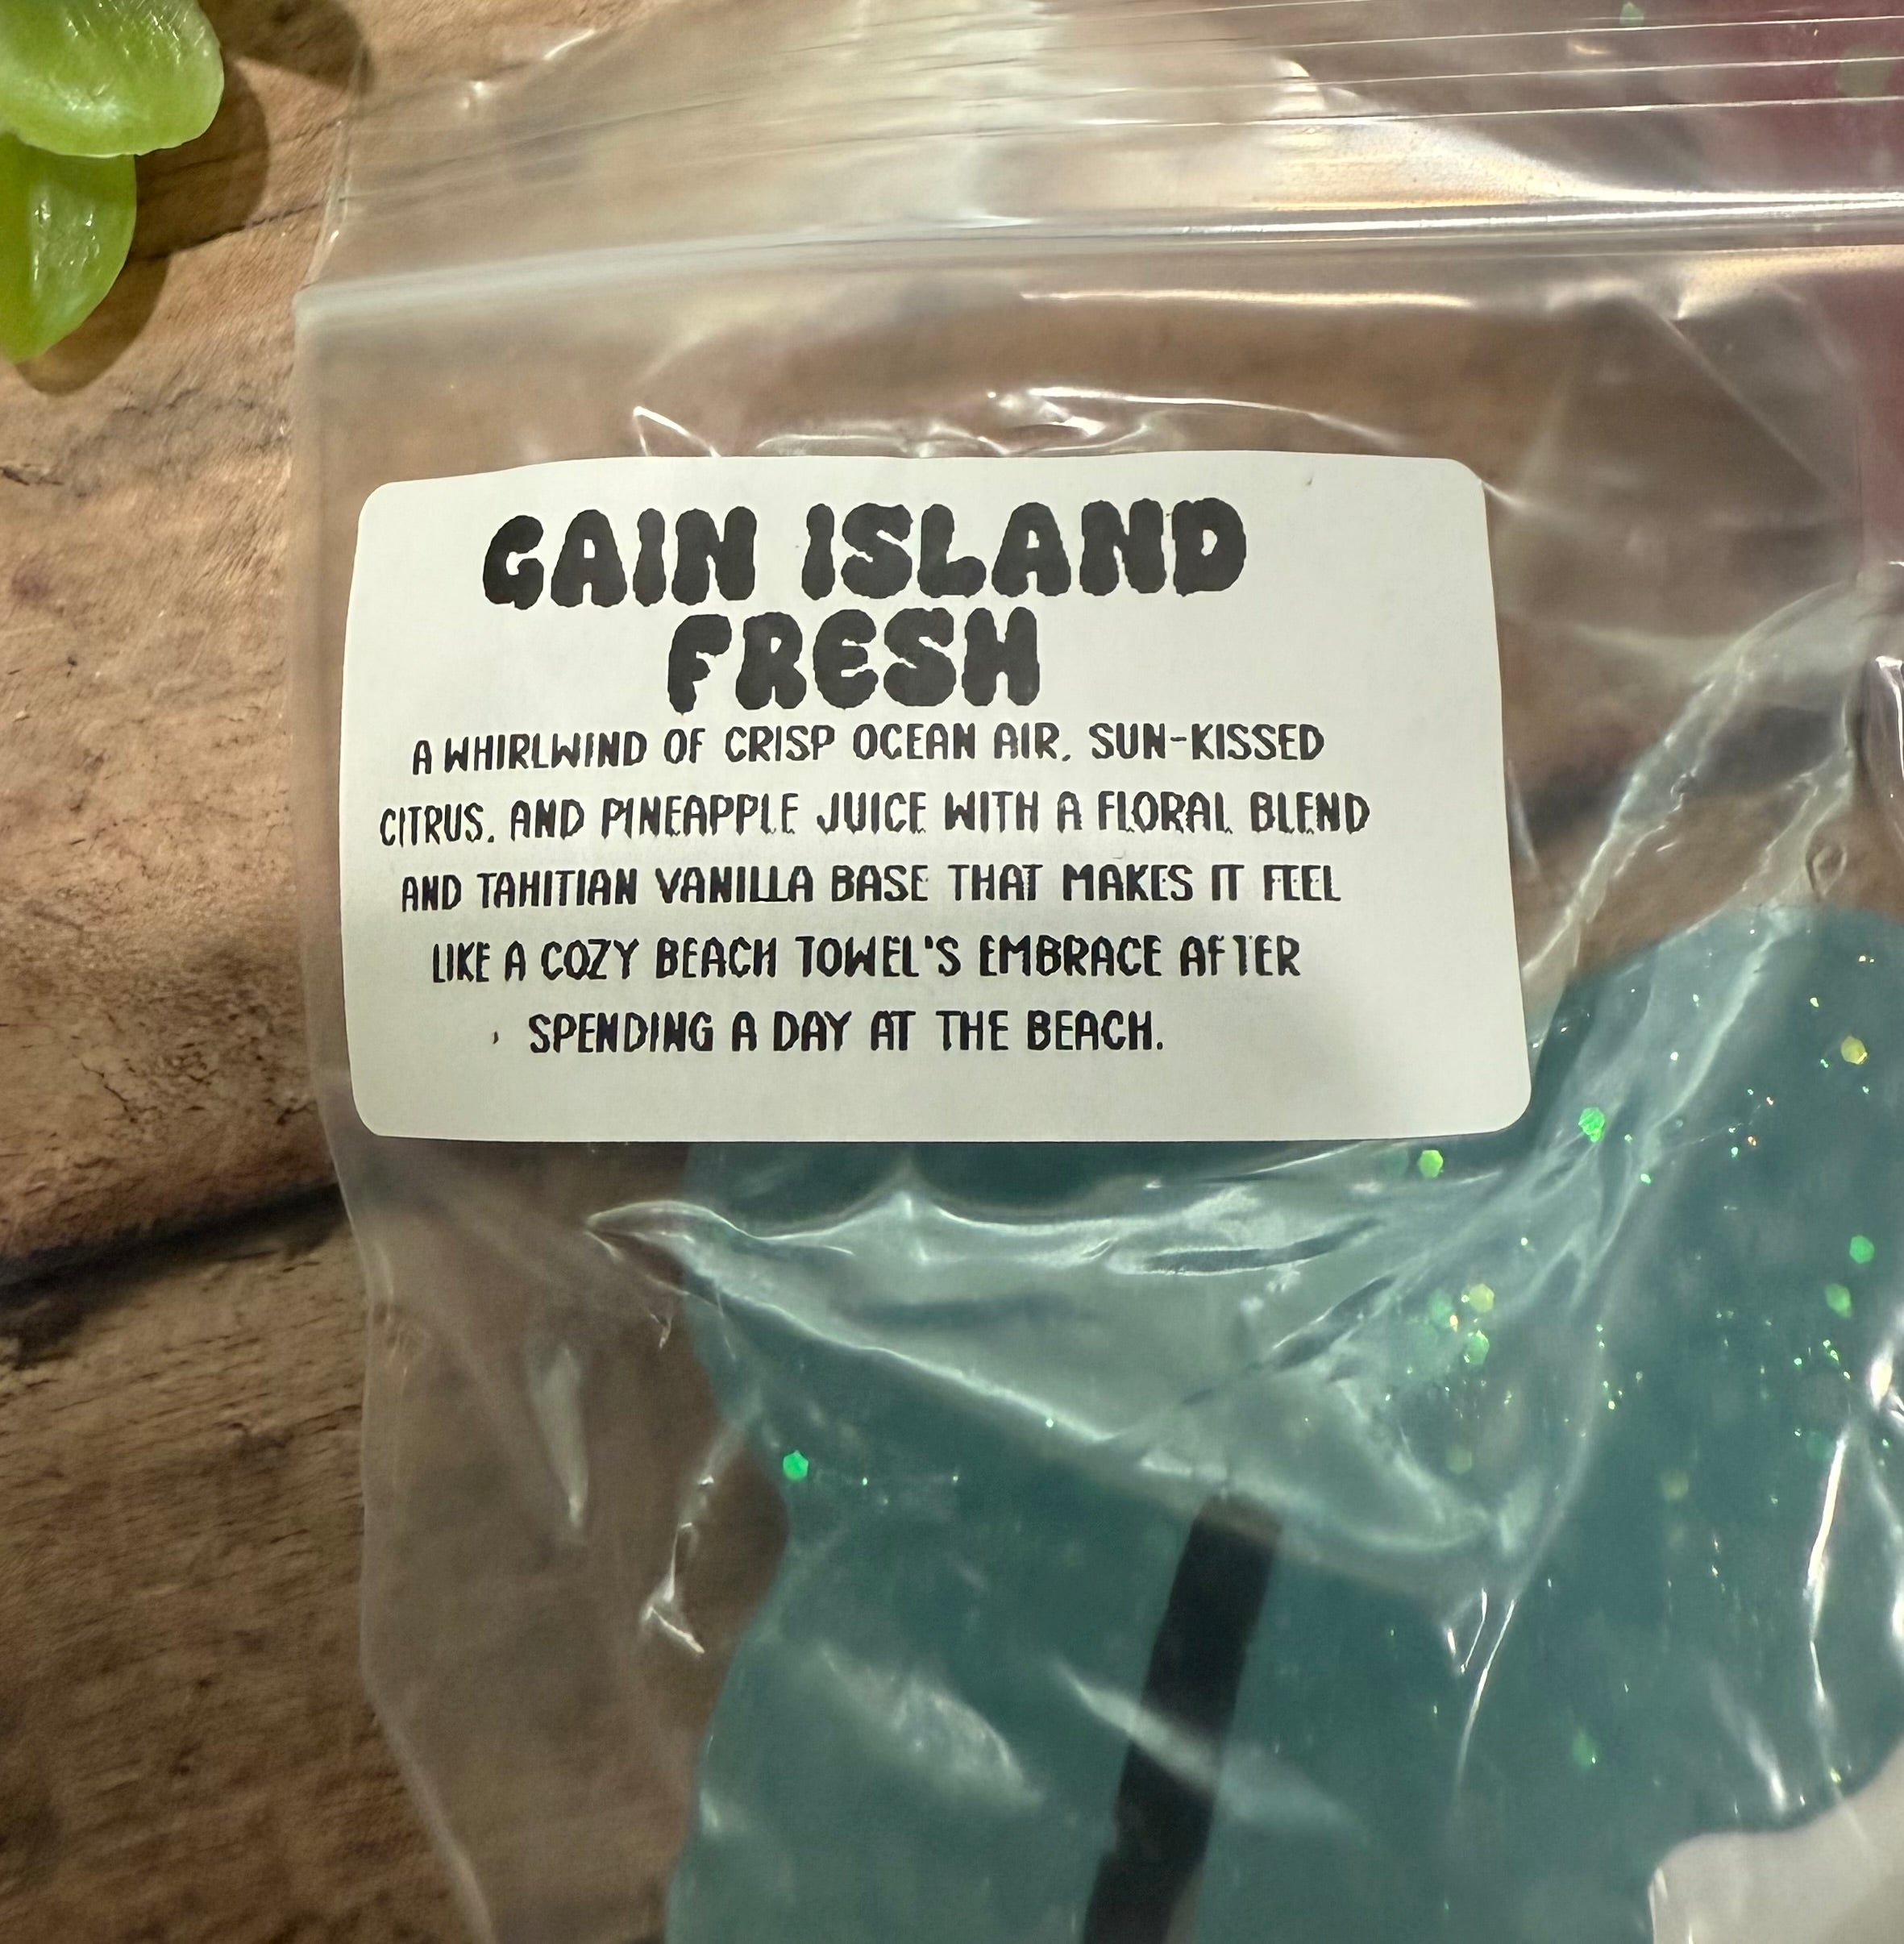 GAIN ISLAND
FRESH
A WHIRLWIND OF CRISP OCEAN AIR, SUN-KISSED
CITRUS, AND PINEAPPLE JUICE WITH A FLORAL BLEND
AND TAHITIAN VANILLA BASE THAT MAKES IT FEEL
LIKE A COZY BEACH TOWEL'S EMBRACE AFTER
SPENDING A DAY AT THE BEACH.